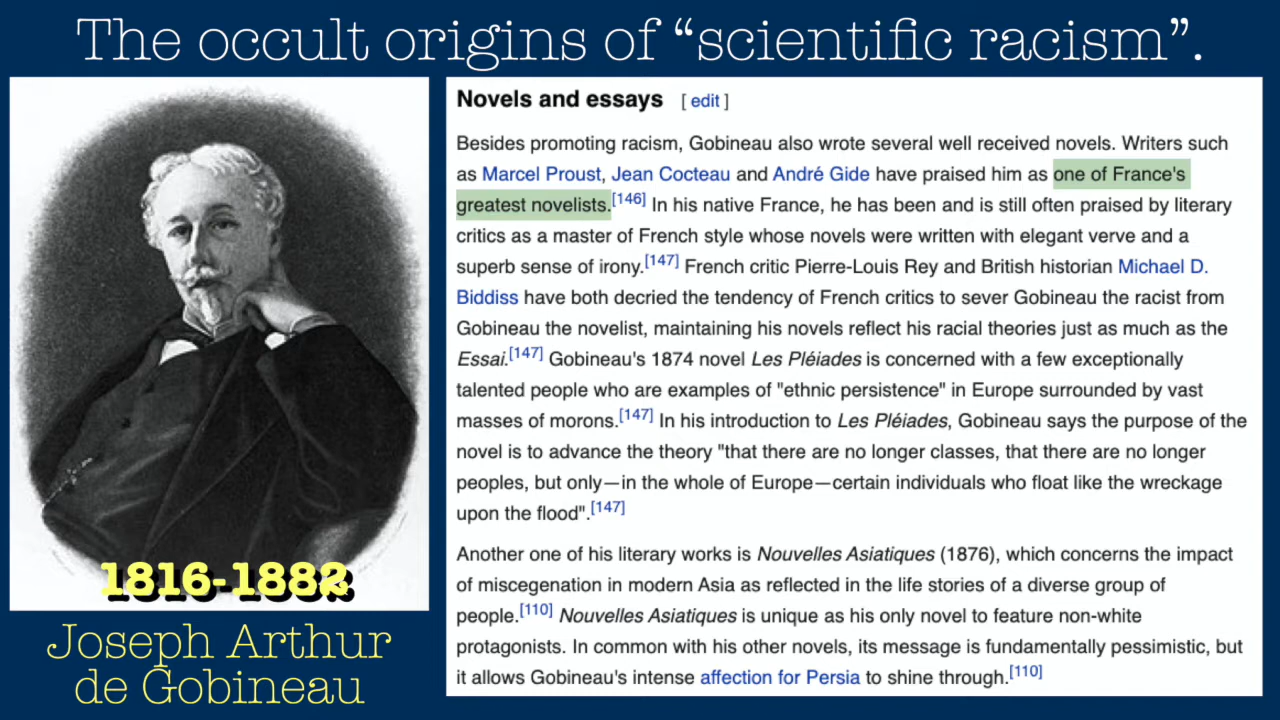 The occult origins of “scientific racism”.
1816-1882
Joseph Arthur
de Gobineau
Novels and essays [ edit ]
Besides promoting racism, Gobineau also wrote several well received novels. Writers such
as Marcel Proust, Jean Cocteau and André Gide have praised him as one of France's
greatest novelists.[146] In his native France, he has been and is still often praised by literary
critics as a master of French style whose novels were written with elegant verve and a
superb sense of irony.[147] French critic Pierre-Louis Rey and British historian Michael D.
Biddiss have both decried the tendency of French critics to sever Gobineau the racist from
Gobineau the novelist, maintaining his novels reflect his racial theories just as much as the
Essai.[147] Gobineau's 1874 novel Les Pléiades is concerned with a few exceptionally
talented people who are examples of "ethnic persistence" in Europe surrounded by vast
masses of morons.[147] In his introduction to Les Pléiades, Gobineau says the purpose of the
novel is to advance the theory "that there are no longer classes, that there are no longer
peoples, but only—in the whole of Europe—certain individuals who float like the wreckage
upon the flood".[147]
Another one of his literary works is Nouvelles Asiatiques (1876), which concerns the impact
of miscegenation in modern Asia as reflected in the life stories of a diverse group of
people.[110] Nouvelles Asiatiques is unique as his only novel to feature non-white
protagonists. In common with his other novels, its message is fundamentally pessimistic, but
it allows Gobineau's intense affection for Persia to shine through.[110]